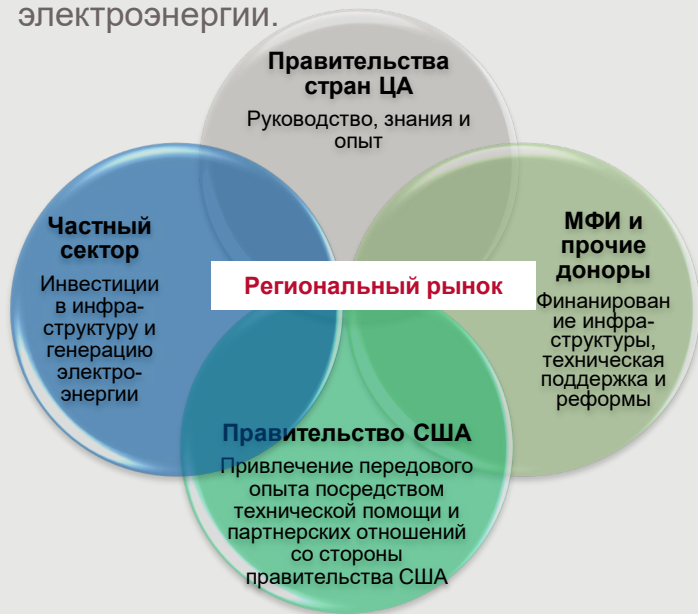 электроэнергии.
Правительства
стран ЦА
Руководство, знания и
опыт
Частный
сектор
Инвестиции
в инфра-
структуру и
генерацию
электро-
энергии
Региональный рынок
МФИ и
прочие
доноры
Финанирован
ие инфра-
структуры,
техническая
поддержка и
реформы
Правительство США
Привлечение передового
опыта посредством
технической помощи и
партнерских отношений
со стороны
правительства США